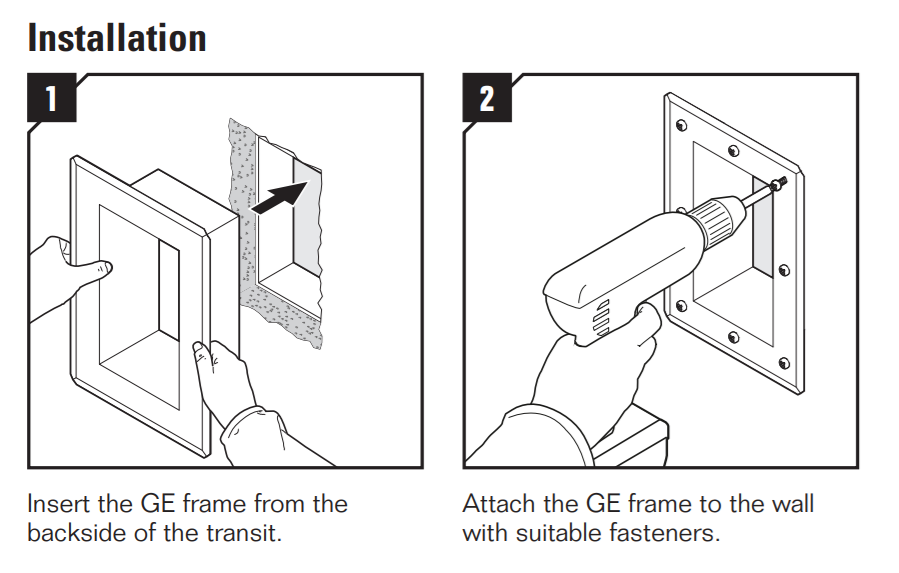 Installation
1
2
Insert the GE frame from the
backside of the transit.
Attach the GE frame to the wall
with suitable fasteners.